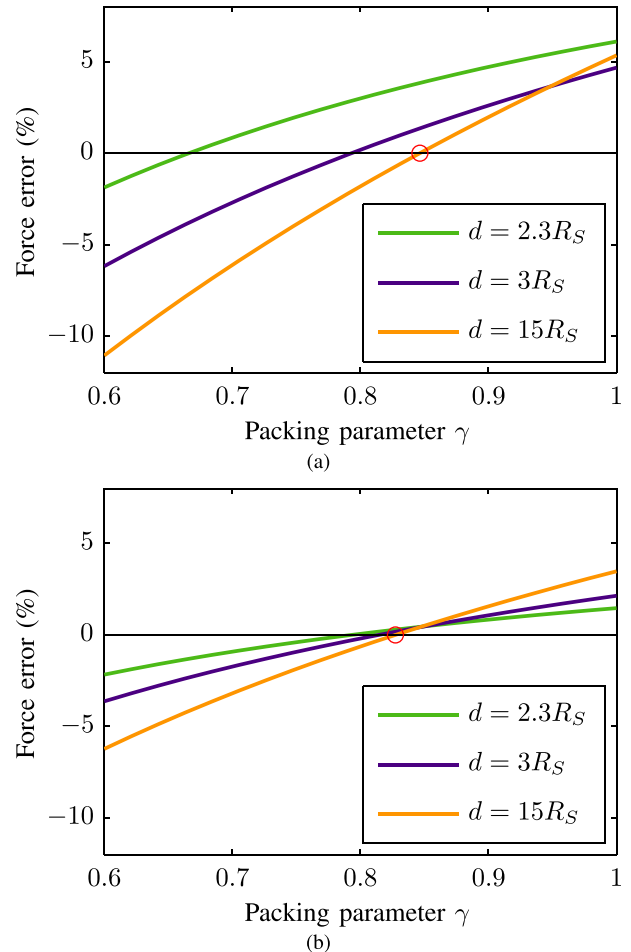 5
0
−5
−10
Force error (%)
d = 2.3R_S
d = 3R_S
d = 15R_S
0.6 0.7 0.8 0.9 1
Packing parameter γ
(a)
5
0
−5
−10
Force error (%)
d = 2.3R_S
d = 3R_S
d = 15R_S
0.6 0.7 0.8 0.9 1
Packing parameter γ
(b)